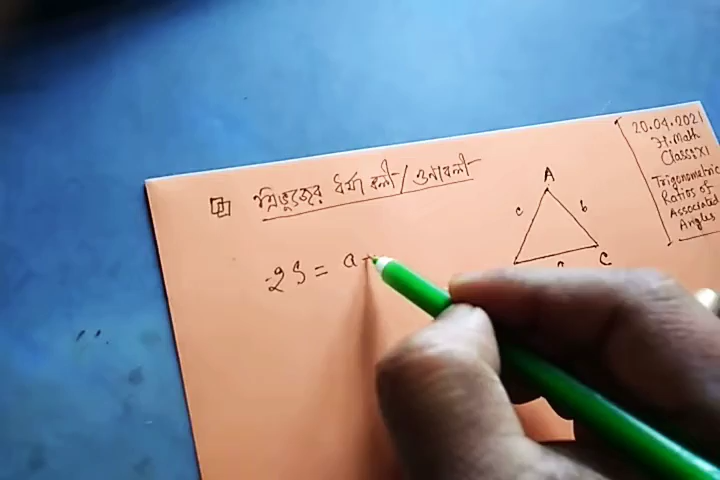 ত্রিভুজের ধর্মাবলী/গুনাবলী
2S = a +
A
c
b
a
C
20.04.2021
H.Math
Class:XI
Trigonometric
Ratios of
Associated
Angles